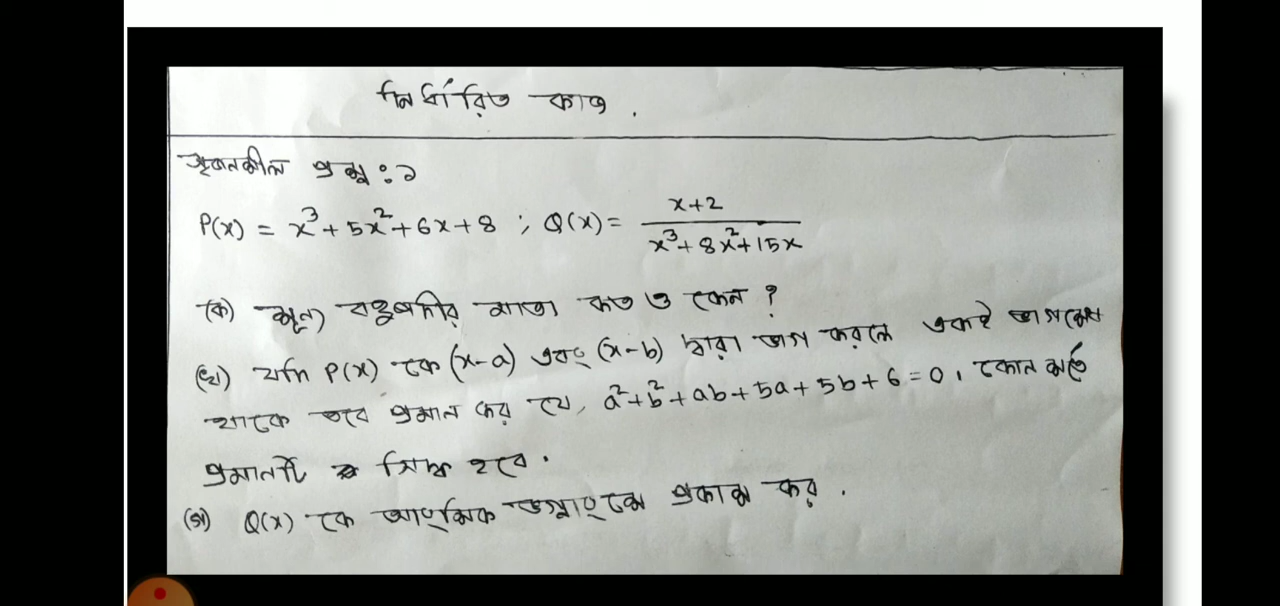 নির্ধারিত কাজ.
সৃজনশীল প্রশ্ন : ১
P(x) = x³+5x²+6x+8 ; Q(x) = (x+2)/(x³+8x²+15x)
(ক) শূন্য বহুপদীর মাত্রা কত ও কেন ?
(খ) যদি P(x) কে (x-a) এবং (x-b) দ্বারা ভাগ করলে একই ভাগশেষ
থাকে তবে প্রমান কর যে, a²+b²+ab+5a+5b+6=0, কোন শর্তে
প্রমানটি সিদ্ধ হবে.
(গ) Q(x) কে আংশিক ভগ্নাংশে প্রকাশ কর.